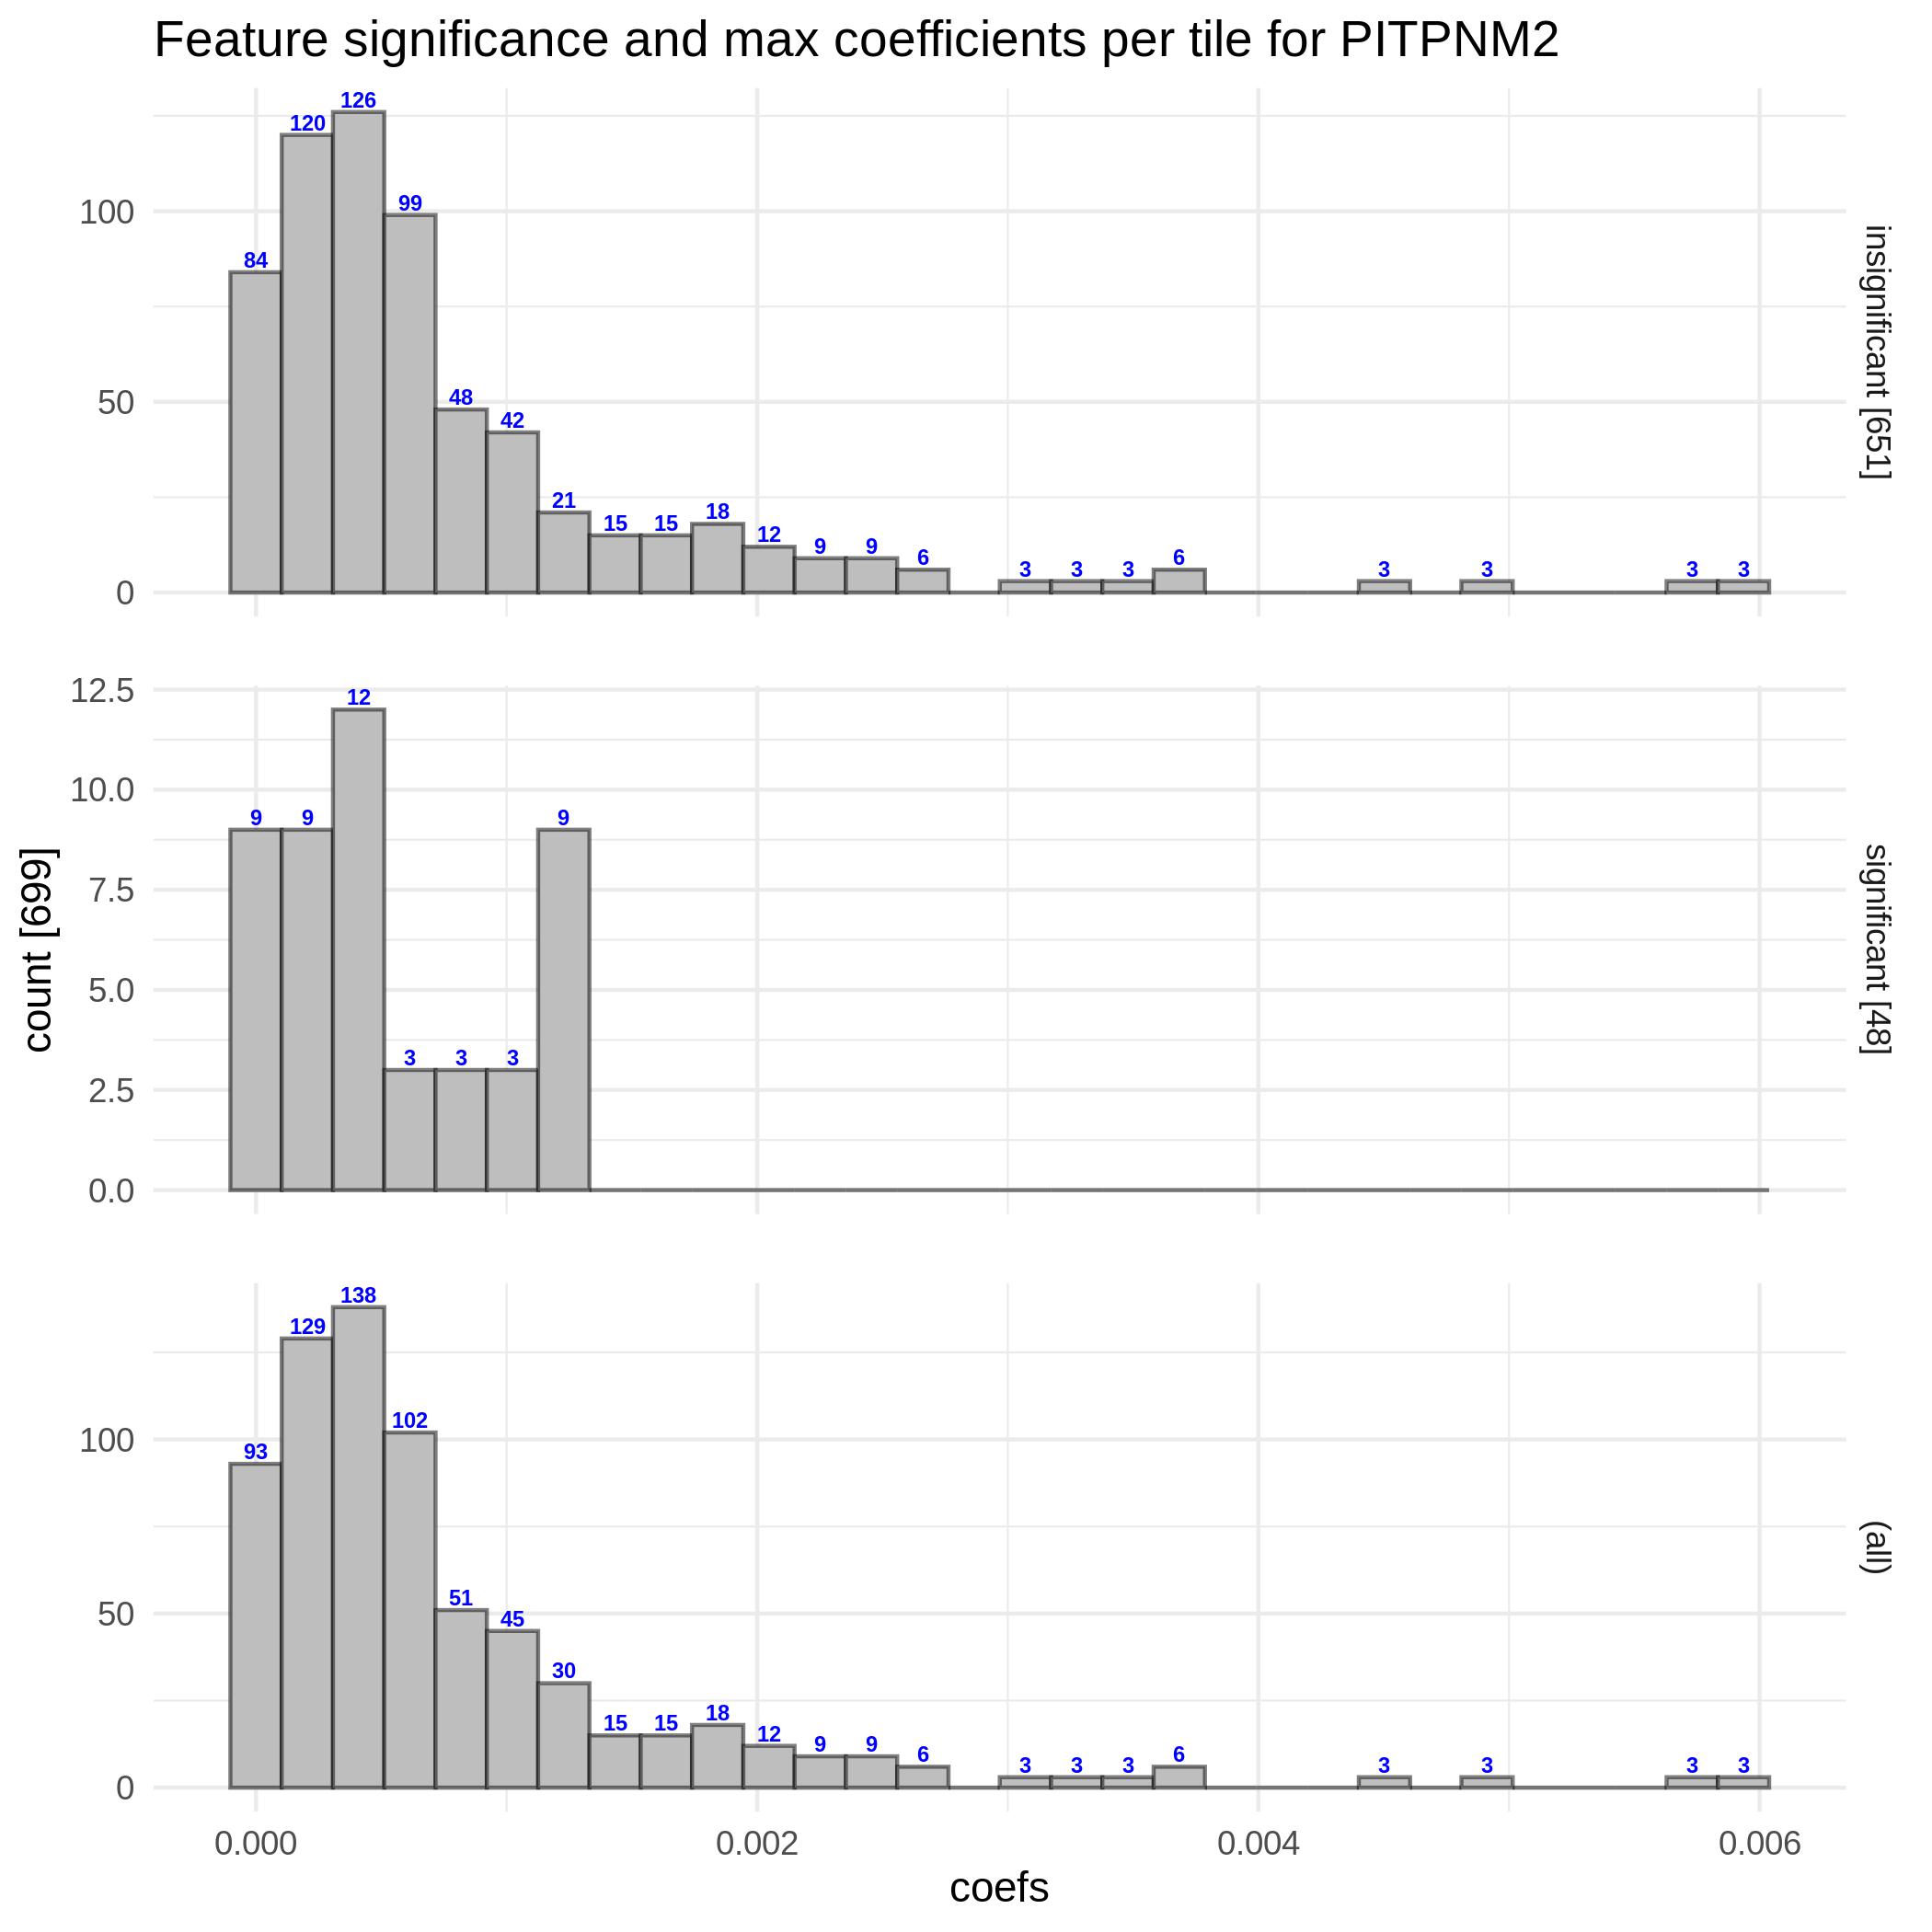 Feature significance and max coefficients per tile for PITPNM2
126
120
99
84
48
42
21
15 15 18 12 9 9 6 3 3 3 6 3 3 3 3
100
50
0
insignificant [651]
12.5
10.0
7.5
5.0
2.5
0.0
9 9 12 3 3 3 9
significant [48]
count [699]
138
129
102
93
51
45
30
15 15 18 12 9 9 6 3 3 3 6 3 3 3 3
100
50
0
(all)
0.000 0.002 0.004 0.006
coefs